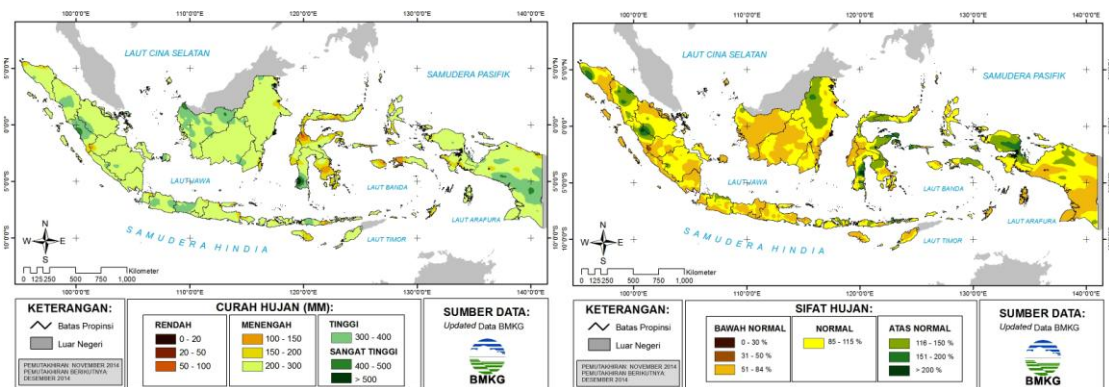 95°0'0"E 100°0'0"E 110°0'0"E 120°0'0"E 130°0'0"E 140°0'0"E
LAUT CINA SELATAN
SAMUDERA PASIFIK
LAUT JAWA
LAUT BANDA
LAUT ARAFURA
LAUT TIMOR
SAMUDERA HINDIA
N
W E
S
0 125 250 500 750 1,000
Kilometer
KETERANGAN:
Batas Propinsi
Luar Negeri
PEMUTAKHIRAN: NOVEMBER 2014
PEMUTAKHIRAN BERIKUTNYA:
DESEMBER 2014
CURAH HUJAN (MM):
RENDAH
0 - 20
20 - 50
50 - 100
MENENGAH
100 - 150
150 - 200
200 - 300
TINGGI
300 - 400
SANGAT TINGGI
400 - 500
> 500
SUMBER DATA:
Updated Data BMKG
BMKG
100°0'0"E 110°0'0"E 120°0'0"E 130°0'0"E 140°0'0"E
LAUT CINA SELATAN
SAMUDERA PASIFIK
LAUT JAWA
LAUT BANDA
LAUT ARAFURA
LAUT TIMOR
SAMUDERA HINDIA
N
W E
S
0 125 250 500 750 1,000
Kilometer
KETERANGAN:
Batas Propinsi
Luar Negeri
PEMUTAKHIRAN: NOVEMBER 2014
PEMUTAKHIRAN BERIKUTNYA:
DESEMBER 2014
SIFAT HUJAN:
BAWAH NORMAL
0 - 30 %
31 - 50 %
51 - 84 %
NORMAL
85 - 115 %
ATAS NORMAL
116 - 150 %
151 - 200 %
> 200 %
SUMBER DATA:
Updated Data BMKG
BMKG